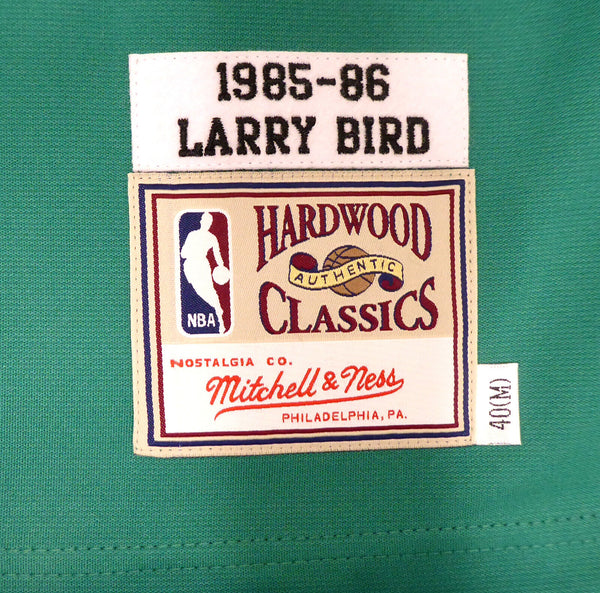 1985-86
LARRY BIRD
HARDWOOD
AUTHENTIC
CLASSICS
NBA
NOSTALGIA CO.
Mitchell & Ness
PHILADELPHIA, PA.
40(M)